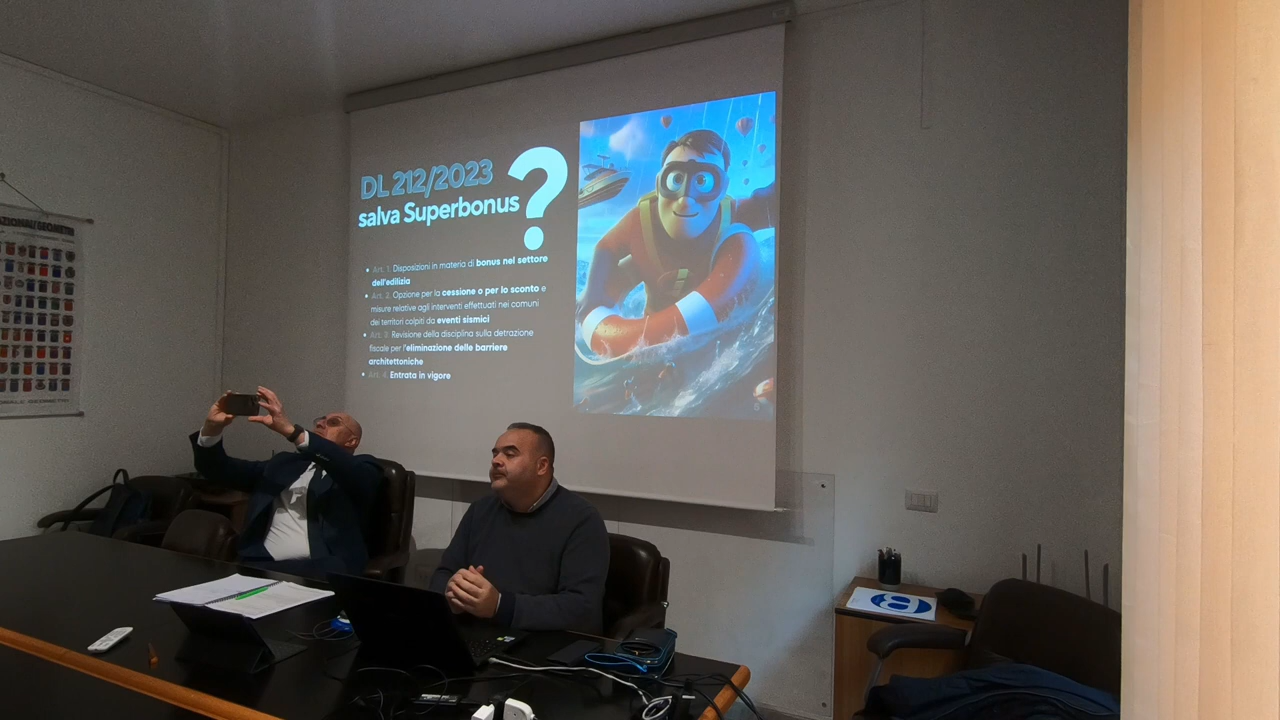 DL 212/2023
salva Superbonus
?
• Art. 1. Disposizioni in materia di bonus nel settore
dell'edilizia
• Art. 2. Opzione per la cessione o per lo sconto e
misure relative agli interventi effettuati nei comuni
dei territori colpiti da eventi sismici
• Art. 3. Revisione della disciplina sulla detrazione
fiscale per l'eliminazione delle barriere
architettoniche
• Art. 4. Entrata in vigore